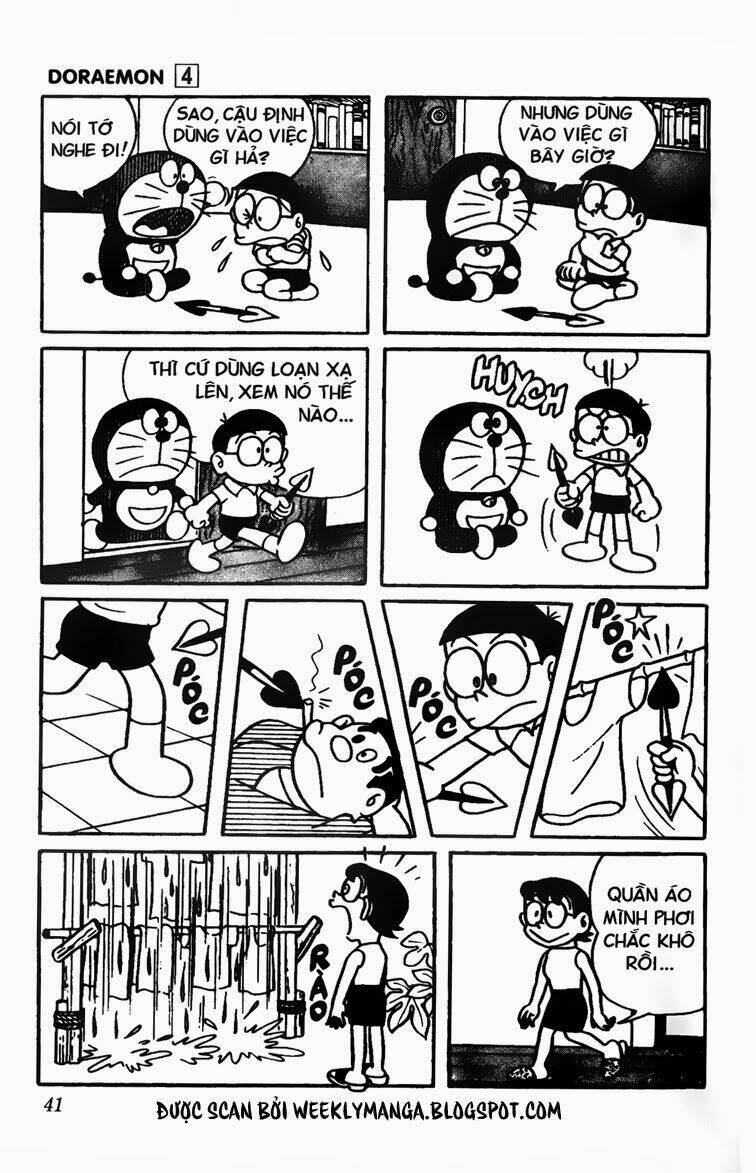 DORAEMON 4
NHƯNG DÙNG
VÀO VIỆC GÌ
BÂY GIỜ?
SAO, CẬU ĐỊNH
DÙNG VÀO VIỆC
GÌ HẢ?
NÓI TỚ
NGHE ĐI!
HUỴCH
THÌ CỨ DÙNG LOẠN XẠ
LÊN, XEM NÓ THẾ
NÀO...
PÓC
PÓC
PÓC
PÓC
QUẦN ÁO
MÌNH PHƠI
CHẮC KHÔ
RỒI...
RÀO
41
ĐƯỢC SCAN BỞI WEEKLYMANGA.BLOGSPOT.COM